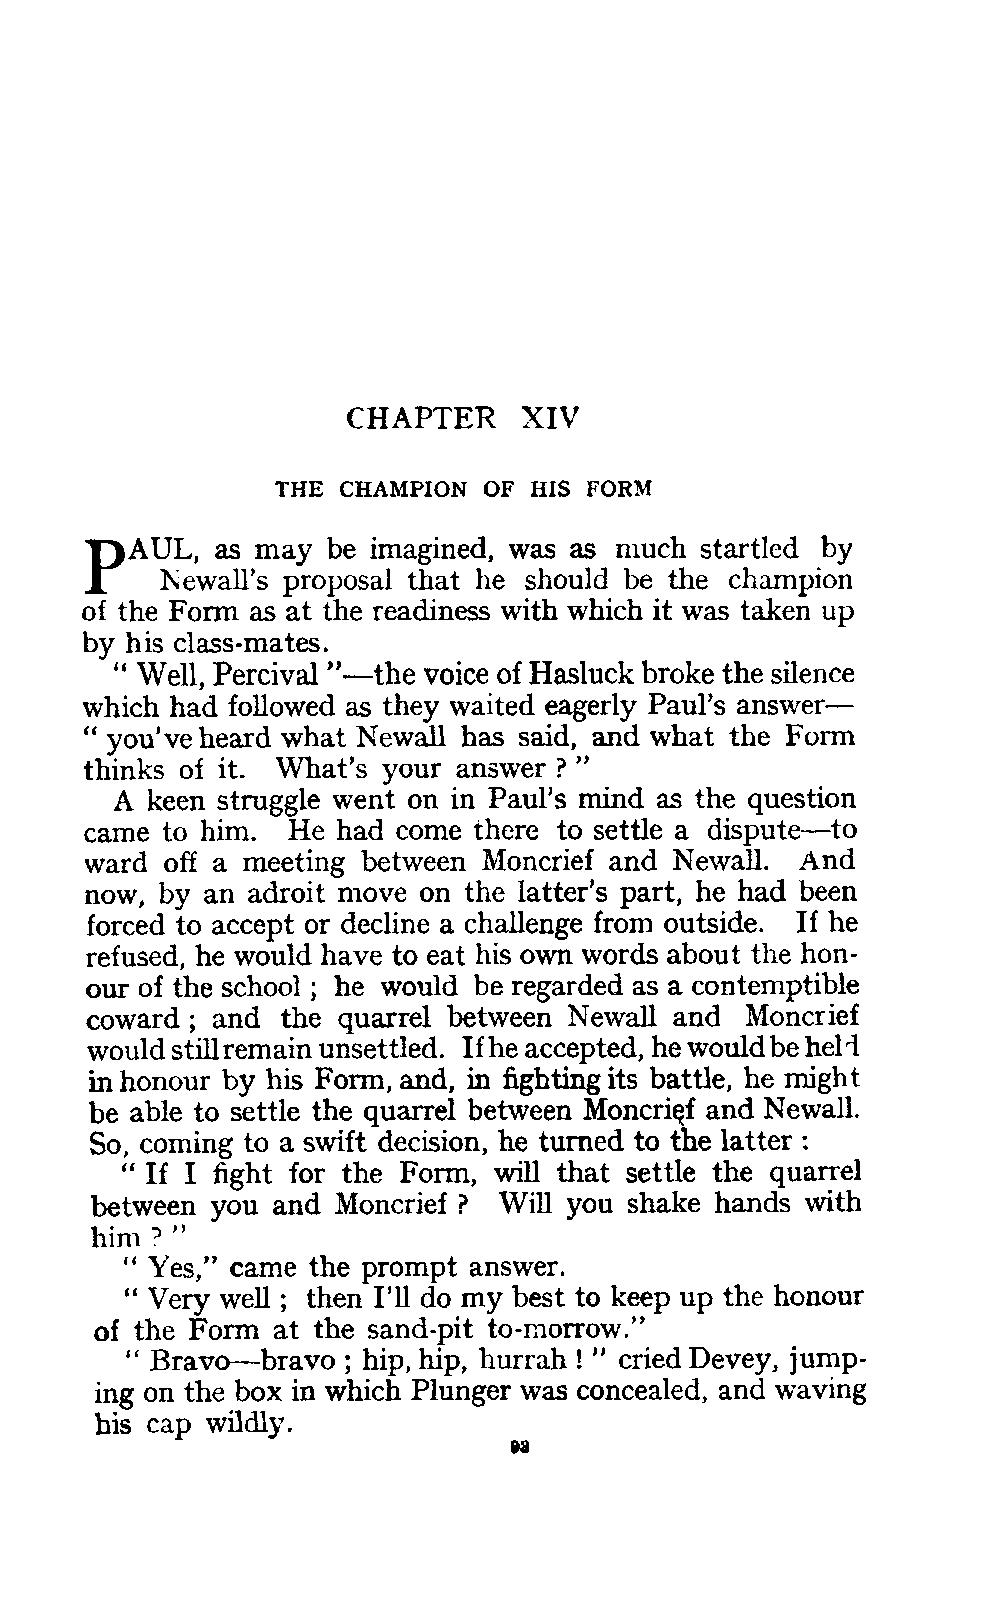 CHAPTER XIV
THE CHAMPION OF HIS FORM
PAUL, as may be imagined, was as much startled by
Newall's proposal that he should be the champion
of the Form as at the readiness with which it was taken up
by his class-mates.
" Well, Percival "—the voice of Hasluck broke the silence
which had followed as they waited eagerly Paul's answer—
" you've heard what Newall has said, and what the Form
thinks of it. What's your answer ? "
A keen struggle went on in Paul's mind as the question
came to him. He had come there to settle a dispute—to
ward off a meeting between Moncrief and Newall. And
now, by an adroit move on the latter's part, he had been
forced to accept or decline a challenge from outside. If he
refused, he would have to eat his own words about the hon-
our of the school ; he would be regarded as a contemptible
coward ; and the quarrel between Newall and Moncrief
would still remain unsettled. If he accepted, he would be held
in honour by his Form, and, in fighting its battle, he might
be able to settle the quarrel between Moncrief and Newall.
So, coming to a swift decision, he turned to the latter :
" If I fight for the Form, will that settle the quarrel
between you and Moncrief ? Will you shake hands with
him ? "
" Yes," came the prompt answer.
" Very well ; then I'll do my best to keep up the honour
of the Form at the sand-pit to-morrow."
" Bravo—bravo ; hip, hip, hurrah ! " cried Devey, jump-
ing on the box in which Plunger was concealed, and waving
his cap wildly.
93